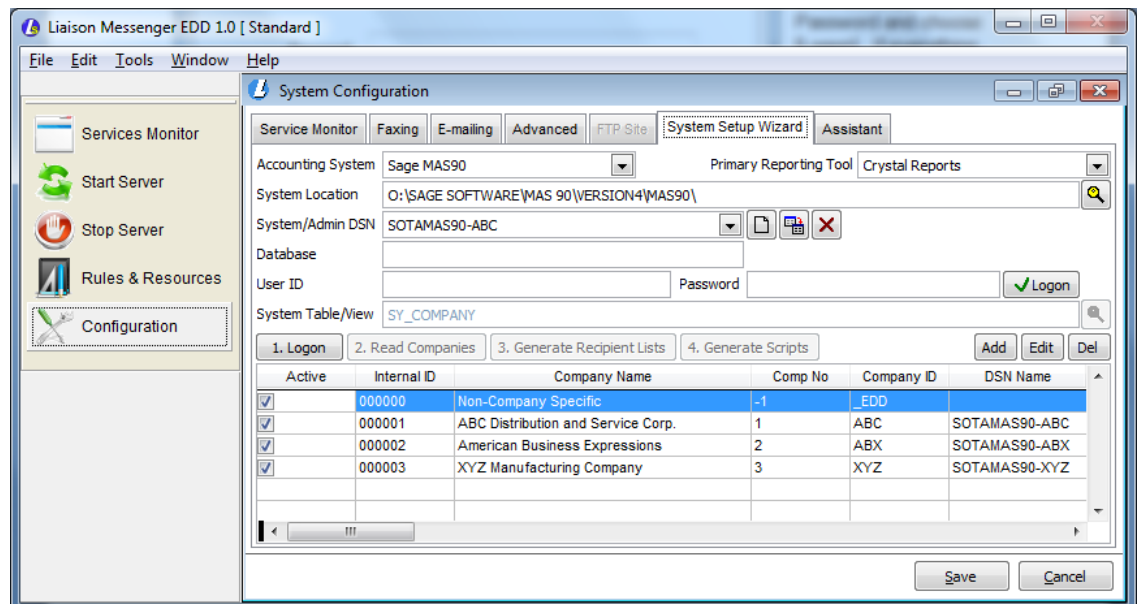 Liaison Messenger EDD 1.0 [ Standard ]
File Edit Tools Window Help
System Configuration
Services Monitor
Start Server
Stop Server
Rules & Resources
Configuration
Service Monitor Faxing E-mailing Advanced FTP Site System Setup Wizard Assistant
Accounting System Sage MAS90 Primary Reporting Tool Crystal Reports
System Location O:\SAGE SOFTWARE\MAS 90\VERSION4\MAS90\
System/Admin DSN SOTAMAS90-ABC
Database
User ID Password Logon
System Table/View SY_COMPANY
1. Logon 2. Read Companies 3. Generate Recipient Lists 4. Generate Scripts Add Edit Del
Active Internal ID Company Name Comp No Company ID DSN Name
000000 Non-Company Specific -1 _EDD
000001 ABC Distribution and Service Corp. 1 ABC SOTAMAS90-ABC
000002 American Business Expressions 2 ABX SOTAMAS90-ABX
000003 XYZ Manufacturing Company 3 XYZ SOTAMAS90-XYZ
Save Cancel